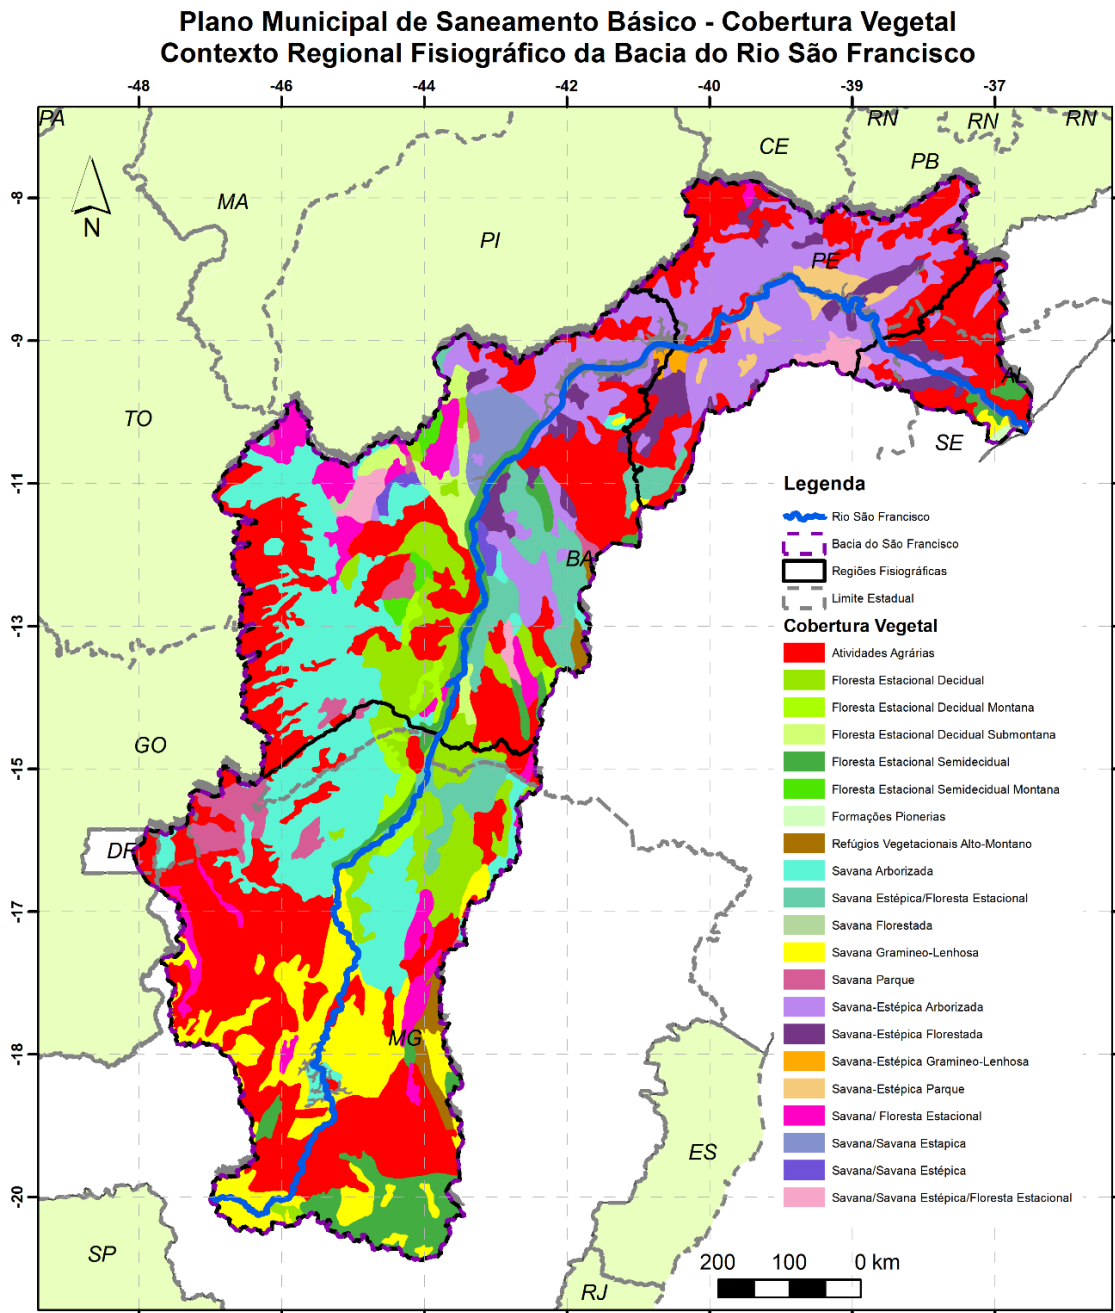 Plano Municipal de Saneamento Básico - Cobertura Vegetal
Contexto Regional Fisiográfico da Bacia do Rio São Francisco
-48 -46 -44 -42 -40 -39 -37
PA
RN
RN
RN
CE
PB
-8
N
MA
PI
PE
-9
AL
TO
SE
-11
BA
-13
GO
-15
DF
-17
MG
-18
ES
-20
SP
RJ
Legenda
Rio São Francisco
Bacia do São Francisco
Regiões Fisiográficas
Limite Estadual
Cobertura Vegetal
Atividades Agrárias
Floresta Estacional Decidual
Floresta Estacional Decidual Montana
Floresta Estacional Decidual Submontana
Floresta Estacional Semidecidual
Floresta Estacional Semidecidual Montana
Formações Pionerias
Refúgios Vegetacionais Alto-Montano
Savana Arborizada
Savana Estépica/Floresta Estacional
Savana Florestada
Savana Gramineo-Lenhosa
Savana Parque
Savana-Estépica Arborizada
Savana-Estépica Florestada
Savana-Estépica Gramineo-Lenhosa
Savana-Estépica Parque
Savana/ Floresta Estacional
Savana/Savana Estapica
Savana/Savana Estépica
Savana/Savana Estépica/Floresta Estacional
200 100 0 km